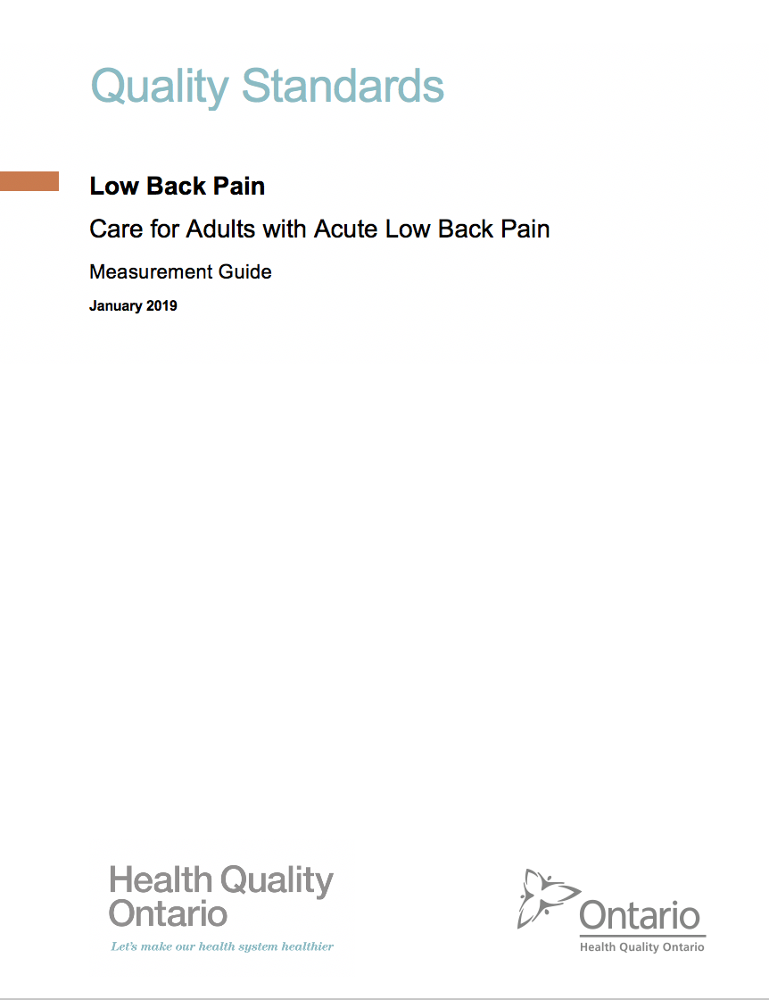 Quality Standards
Low Back Pain
Care for Adults with Acute Low Back Pain
Measurement Guide
January 2019
Health Quality
Ontario
Let's make our health system healthier
Ontario
Health Quality Ontario